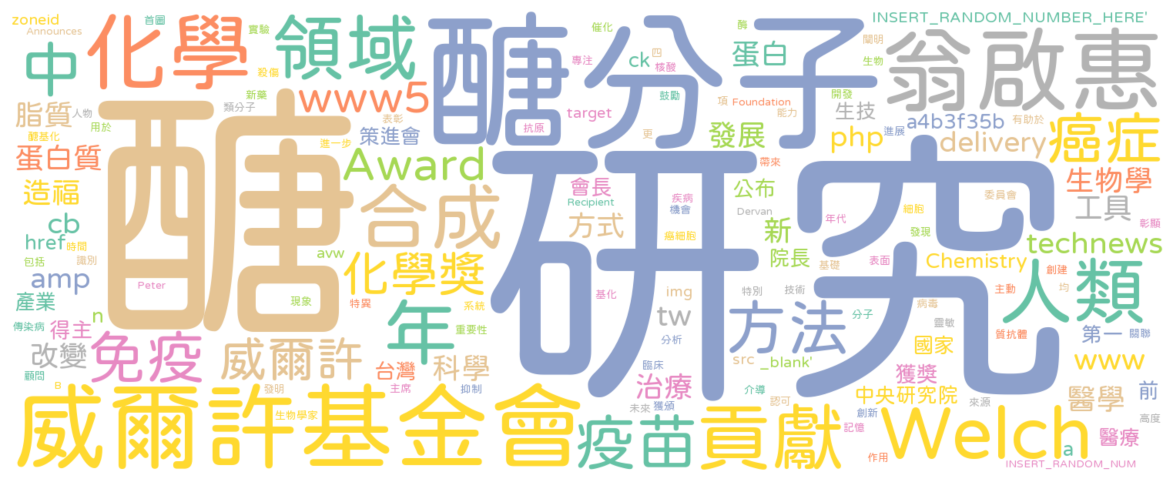 zoneid
Announces
首圖
實驗
化學
領域
中
殺傷
新藥
類分子
醣分子
催化
專注
ck
四
核酸
鼓勵
酶
蛋白
闡明
生物
INSERT_RANDOM_NUMBER_HERE'
翁啟惠
脂質
人物
醣基化
用於
www5
表彰
策進會
進一步
抗原
target
更
項
Foundation
能力
開發
生技
php
進展
a4b3f35b
有助於
delivery
癌症
蛋白質
醣
Award
發展
帶來
研究
生物學
造福
合成
會長
Recipient
疾病
機會
公布
委員會
工具
彰顯
cb
href
時間
包括
識別
avw
方式
癌細胞
Dervan
新
年代
細胞
發現
technews
amp
Peter
現象
化學獎
特異
系統
基化
院長
基礎
表面
Chemistry
創建
主動
均
人類
產業
n
年
重要性
img
tw
特別
技術
方法
病毒
靈敏
質抗體
第一
關聯
傳染病
得主
改變
免疫
威爾許
台灣
科學
分析
src
_blank'
分子
國家
www
顧問
日
發明
主席
抑制
臨床
治療
介導
獲獎
中央研究院
醫學
前
威爾許基金會
生物學家
未來
獲頒
認可
來源
創新
記憶
高度
疫苗
貢獻
作用
Welch
a
醫療
INSERT_RANDOM_NUM